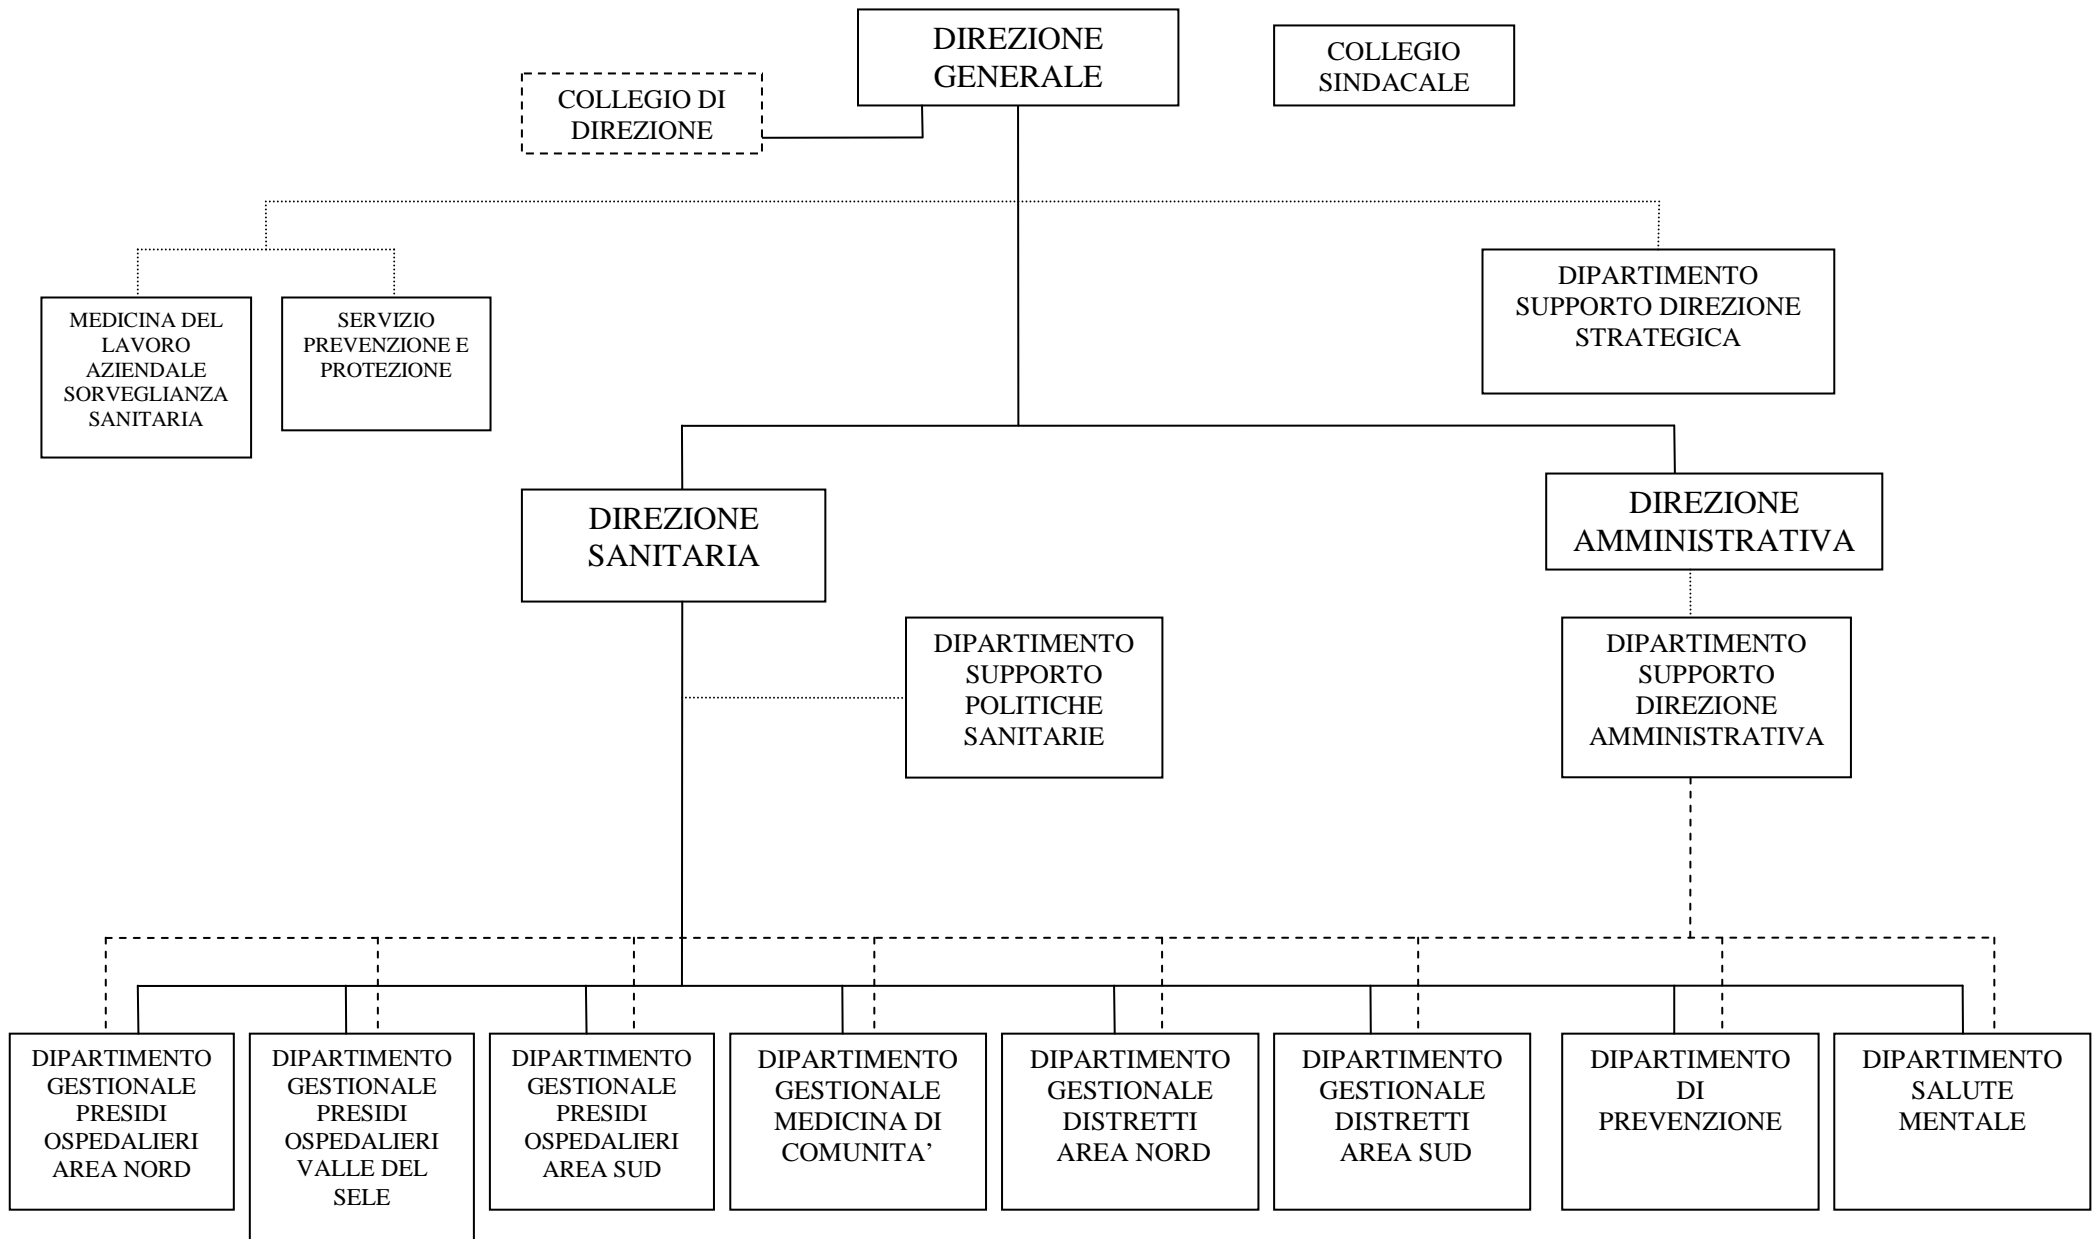 DIREZIONE
GENERALE
COLLEGIO
SINDACALE
COLLEGIO DI
DIREZIONE
MEDICINA DEL
LAVORO
AZIENDALE
SORVEGLIANZA
SANITARIA
SERVIZIO
PREVENZIONE E
PROTEZIONE
DIPARTIMENTO
SUPPORTO DIREZIONE
STRATEGICA
DIREZIONE
SANITARIA
DIREZIONE
AMMINISTRATIVA
DIPARTIMENTO
SUPPORTO
POLITICHE
SANITARIE
DIPARTIMENTO
SUPPORTO
DIREZIONE
AMMINISTRATIVA
DIPARTIMENTO
GESTIONALE
PRESIDI
OSPEDALIERI
AREA NORD
DIPARTIMENTO
GESTIONALE
PRESIDI
OSPEDALIERI
VALLE DEL
SELE
DIPARTIMENTO
GESTIONALE
PRESIDI
OSPEDALIERI
AREA SUD
DIPARTIMENTO
GESTIONALE
MEDICINA DI
COMUNITA’
DIPARTIMENTO
GESTIONALE
DISTRETTI
AREA NORD
DIPARTIMENTO
GESTIONALE
DISTRETTI
AREA SUD
DIPARTIMENTO
DI
PREVENZIONE
DIPARTIMENTO
SALUTE
MENTALE